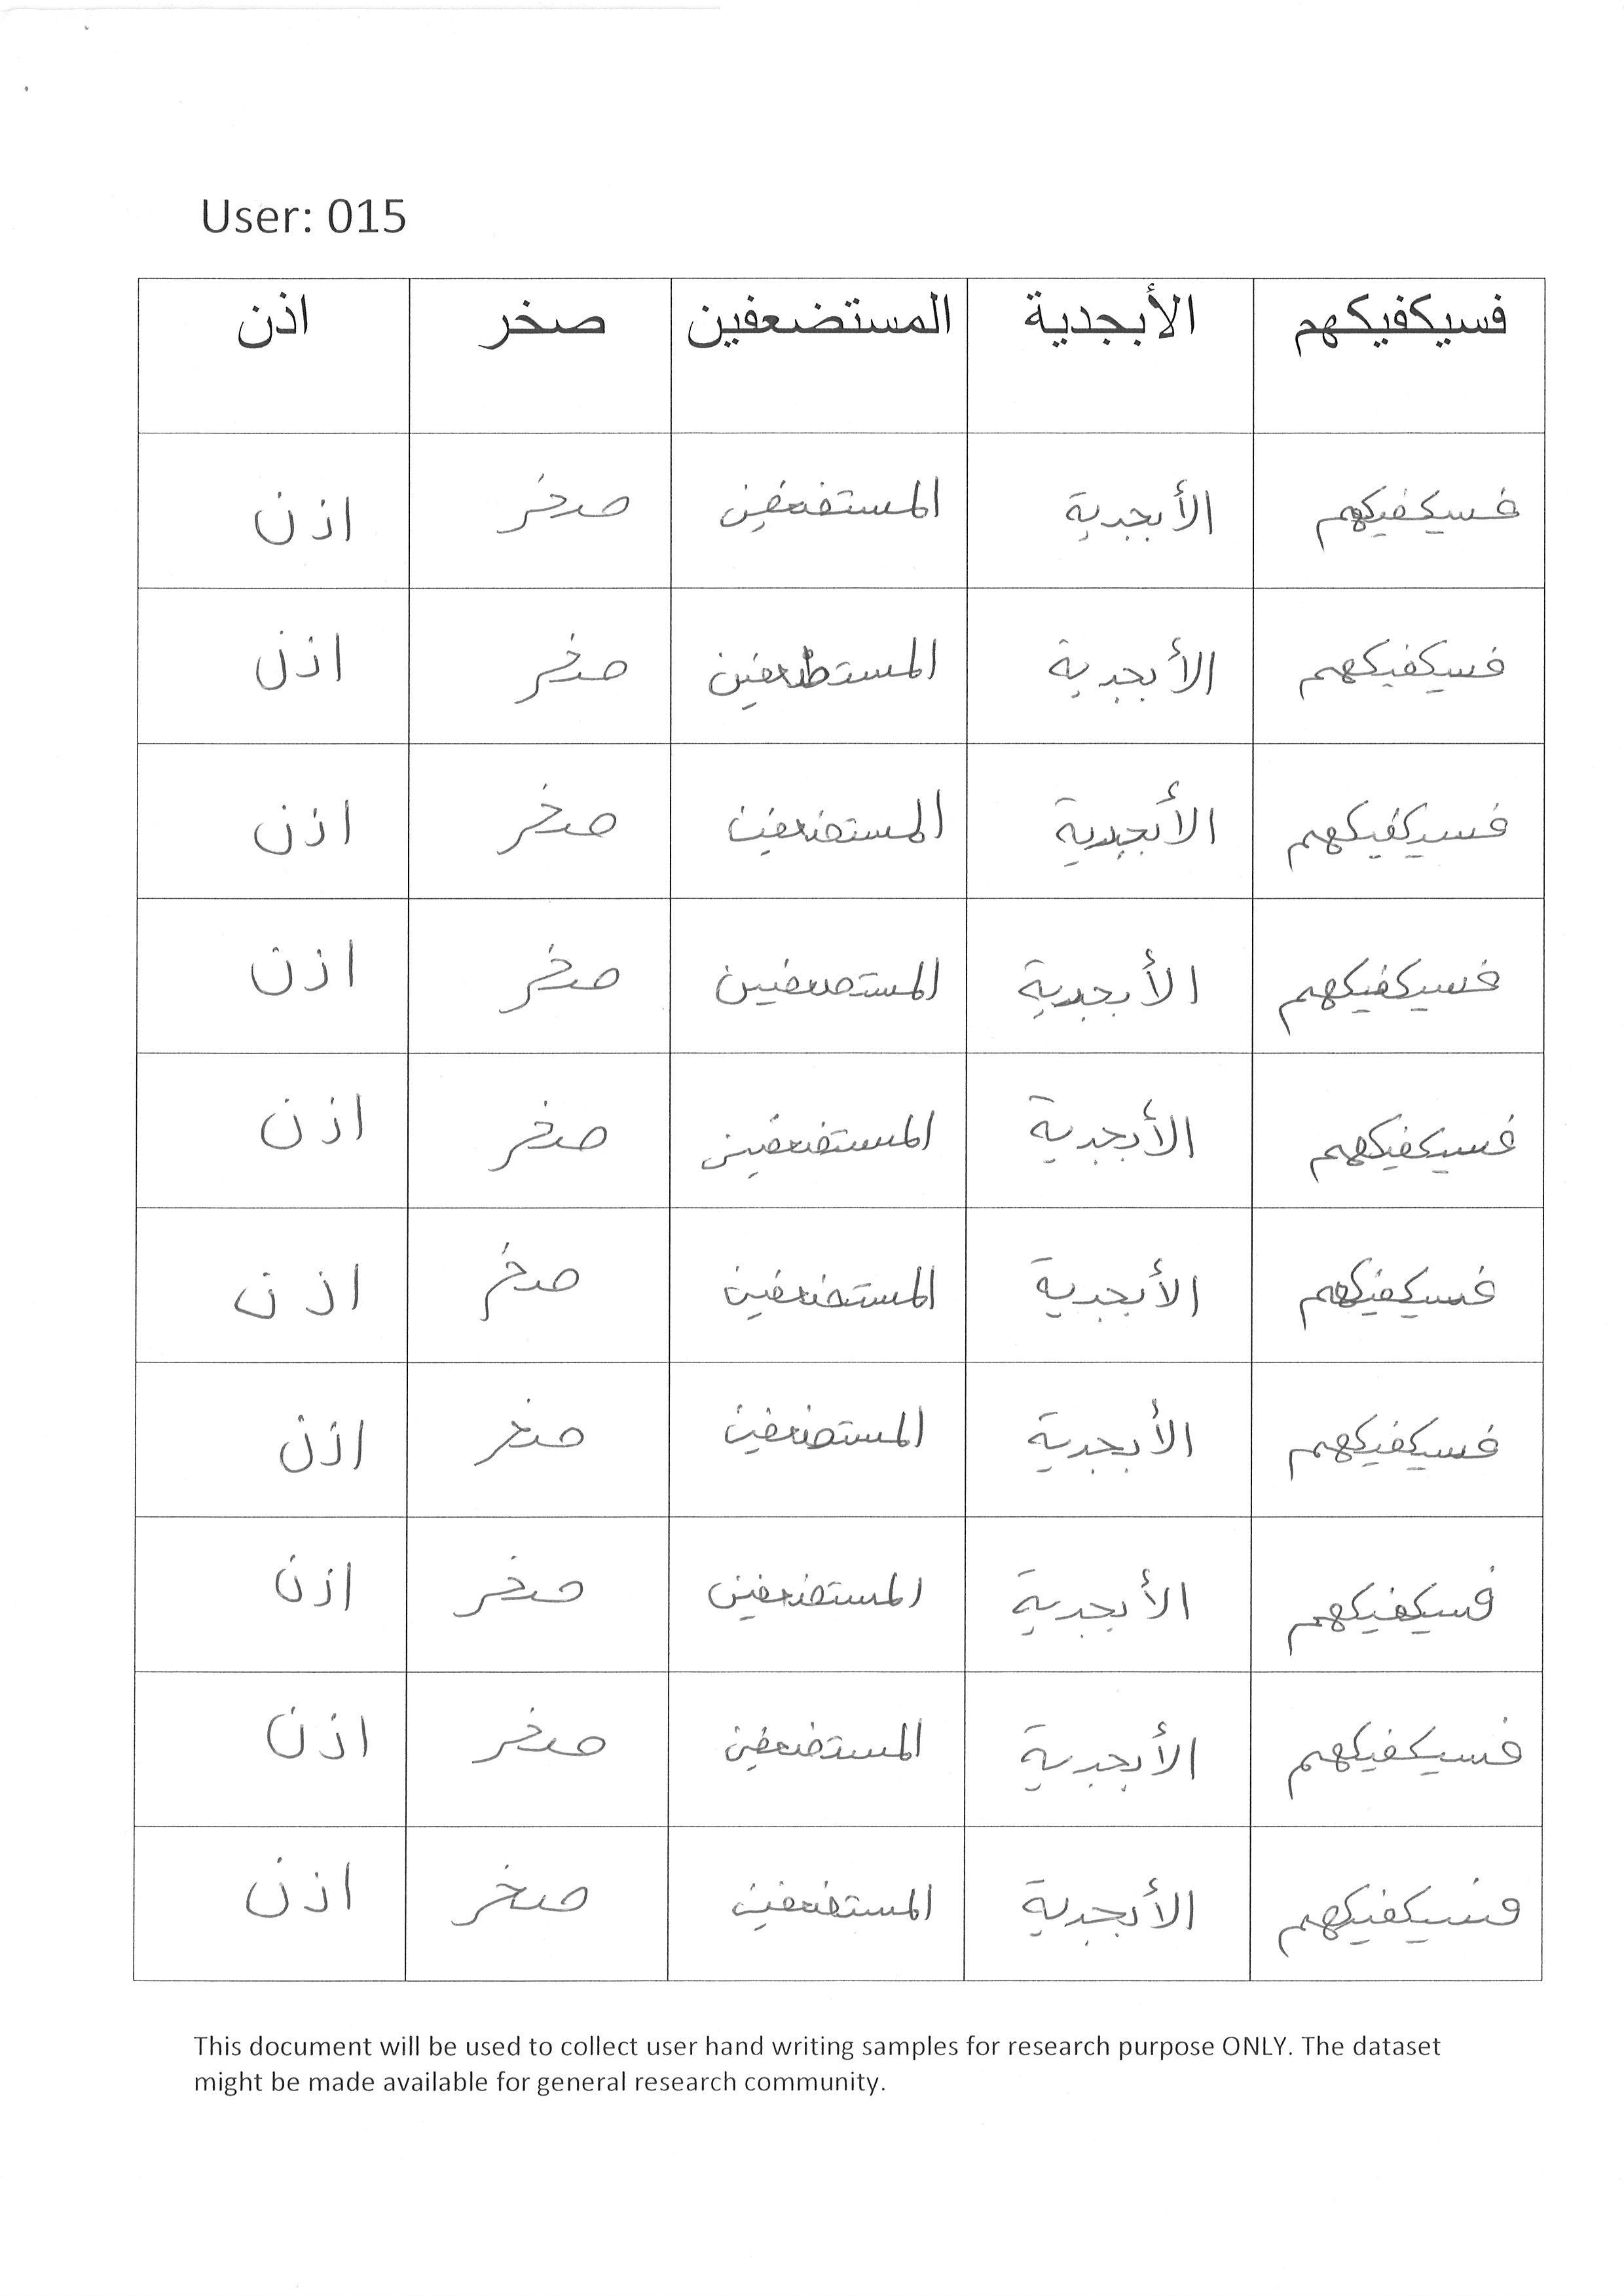 User: 015
فسيكفيكهم الأبجدية المستضعفين صخر اذن
فسيكفيكهم الأبجدية المستضعفين صخر اذن
فسيكفيكهم الأبجدية المستطعفين صخر اذن
فسيكفيكهم الأبجدية المستضعفين صخر اذن
فسيكفيكهم الأبجدية المستصعفين صخر اذن
فسيكفيكهم الأبجدية المستضعفين صخر اذن
فسيكفيكهم الأبجدية المستضعفين صخر اذن
فسيكفيكهم الأبجدية المستضعفين صخر اذن
فسيكفيكهم الأبجدية المستضعفين صخر اذن
فسيكفيكهم الأبجدية المستضعفين صخر اذن
فسيكفيكهم الأبجدية المستضعفين صخر اذن
This document will be used to collect user hand writing samples for research purpose ONLY. The dataset
might be made available for general research community.